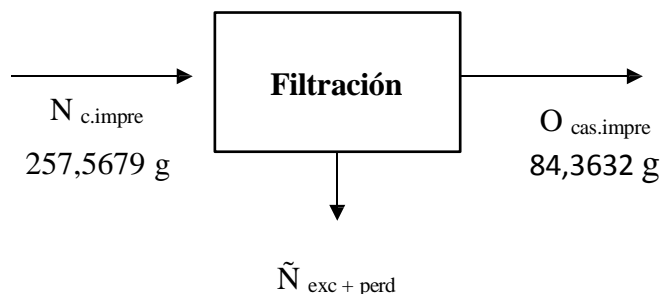 Filtración
N c.impre
257,5679 g
O cas.impre
84,3632 g
Ñ exc + perd